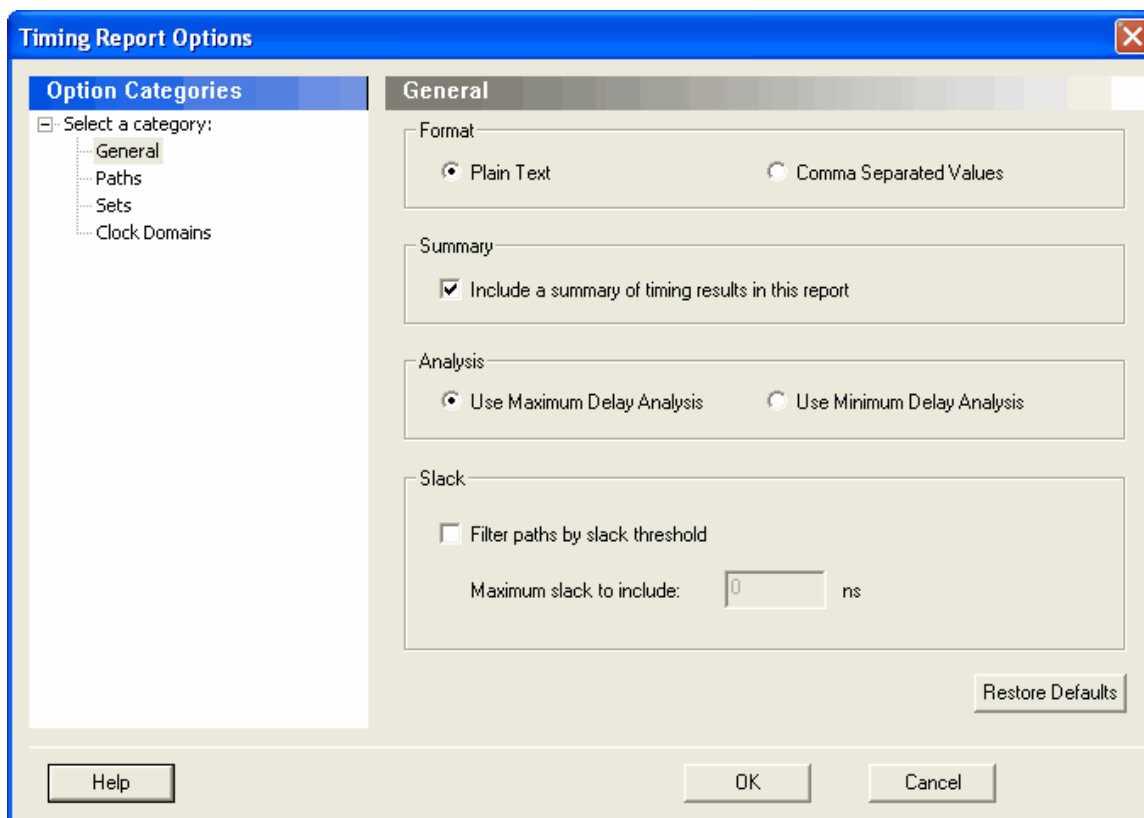 Timing Report Options
Option Categories
Select a category:
General
Paths
Sets
Clock Domains
General
Format
Plain Text
Comma Separated Values
Summary
Include a summary of timing results in this report
Analysis
Use Maximum Delay Analysis
Use Minimum Delay Analysis
Slack
Filter paths by slack threshold
Maximum slack to include: 0 ns
Restore Defaults
Help
OK
Cancel